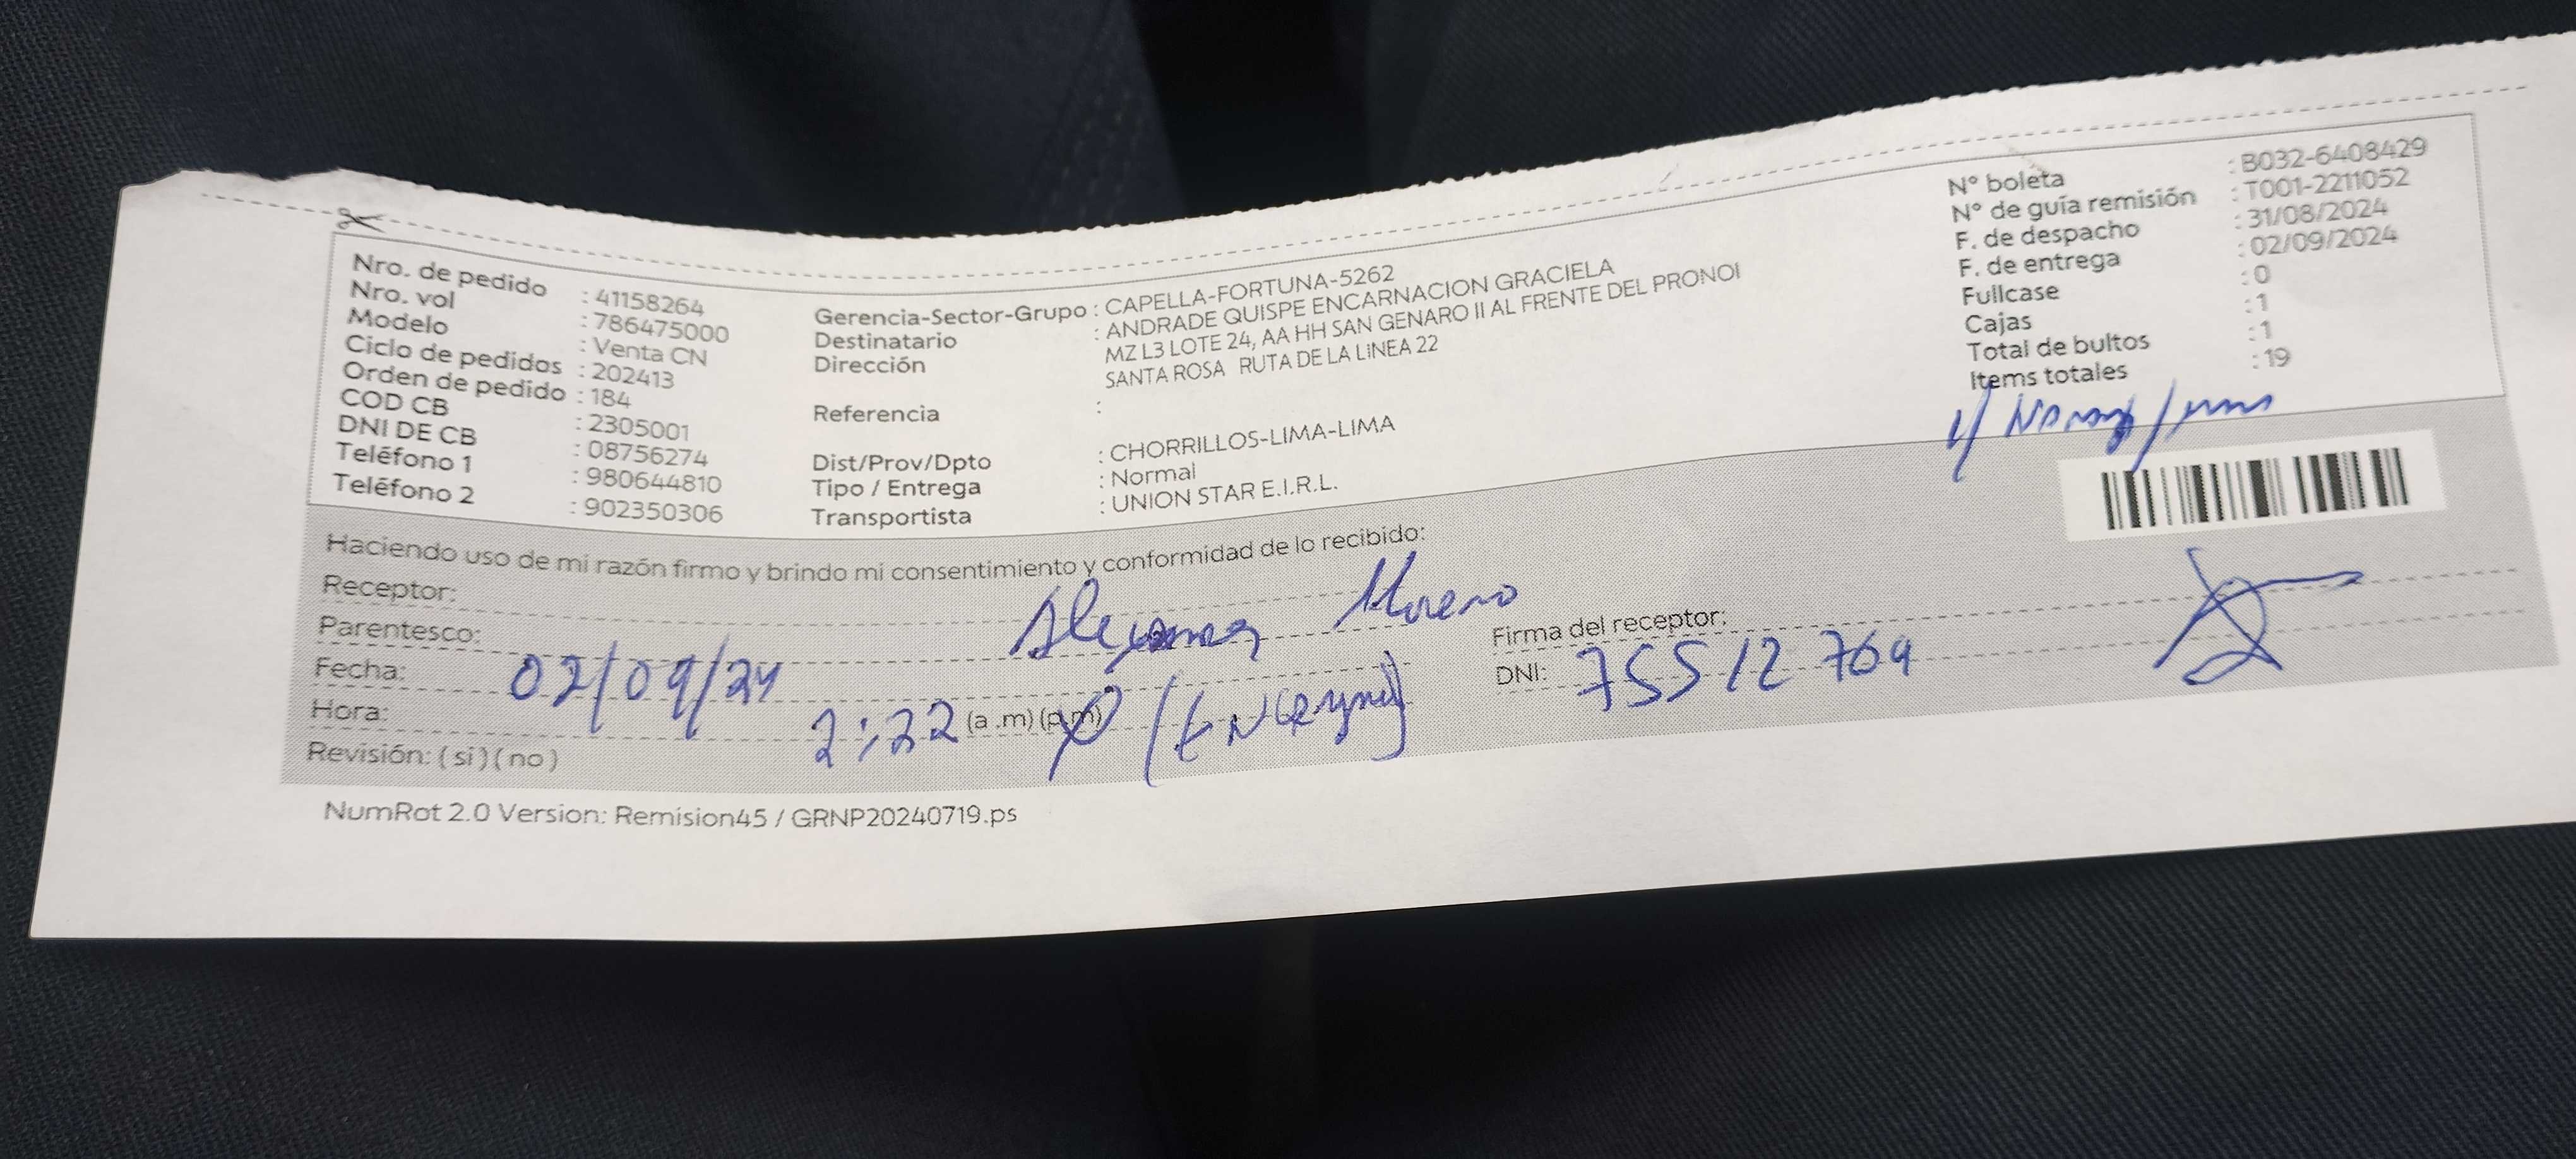 Nro. de pedido : 41158264
Nro. vol : 786475000
Modelo : Venta CN
Ciclo de pedidos : 202413
Orden de pedido : 184
COD CB : 2305001
DNI DE CB : 08756274
Teléfono 1 : 980644810
Teléfono 2 : 902350306
Gerencia-Sector-Grupo : CAPELLA-FORTUNA-5262
Destinatario : ANDRADE QUISPE ENCARNACION GRACIELA
Dirección MZ L3 LOTE 24, AA HH SAN GENARO II AL FRENTE DEL PRONOI
SANTA ROSA RUTA DE LA LINEA 22
Referencia :
Dist/Prov/Dpto : CHORRILLOS-LIMA-LIMA
Tipo / Entrega : Normal
Transportista : UNION STAR E.I.R.L.
N° boleta : B032-6408429
N° de guía remisión : T001-2211052
F. de despacho : 31/08/2024
F. de entrega : 02/09/2024
Fullcase : 0
Cajas : 1
Total de bultos : 1
Items totales : 19
Haciendo uso de mi razón firmo y brindo mi consentimiento y conformidad de lo recibido:
Receptor: Moreno
Parentesco:
Fecha: 02/09/24
Hora: 2:22 (a .m) (p.m)
Revisión: ( si ) ( no )
Firma del receptor:
DNI: 75512764
NumRot 2.0 Version: Remision45 / GRNP20240719.ps